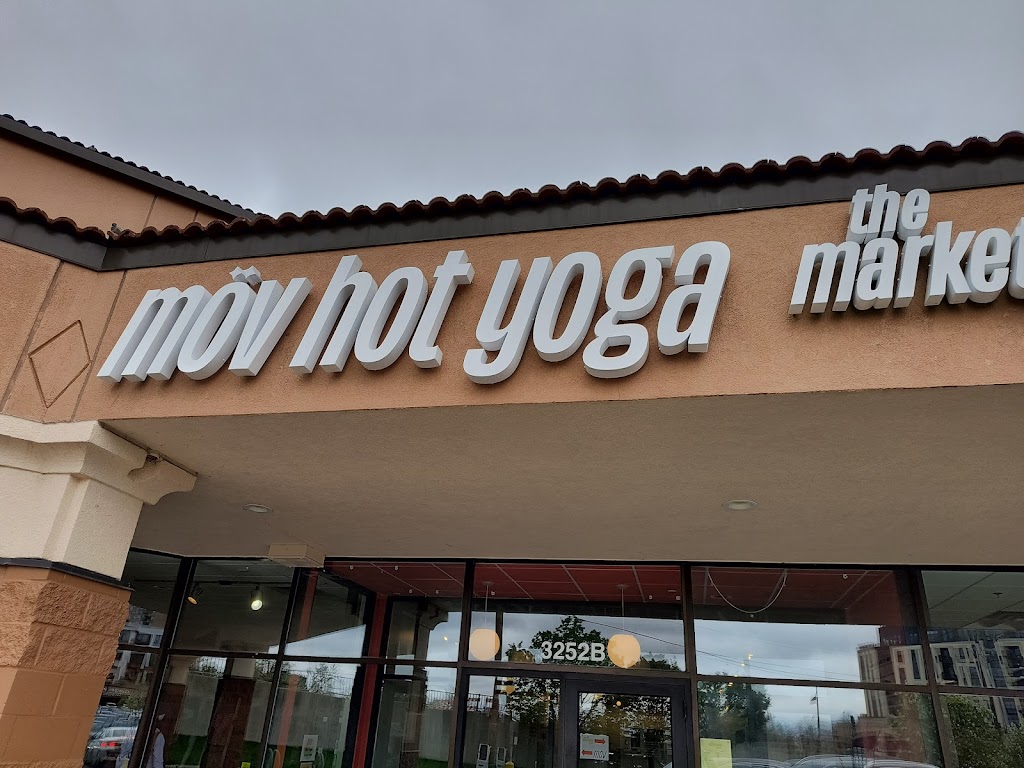 möv hot yoga
the
market
3252B